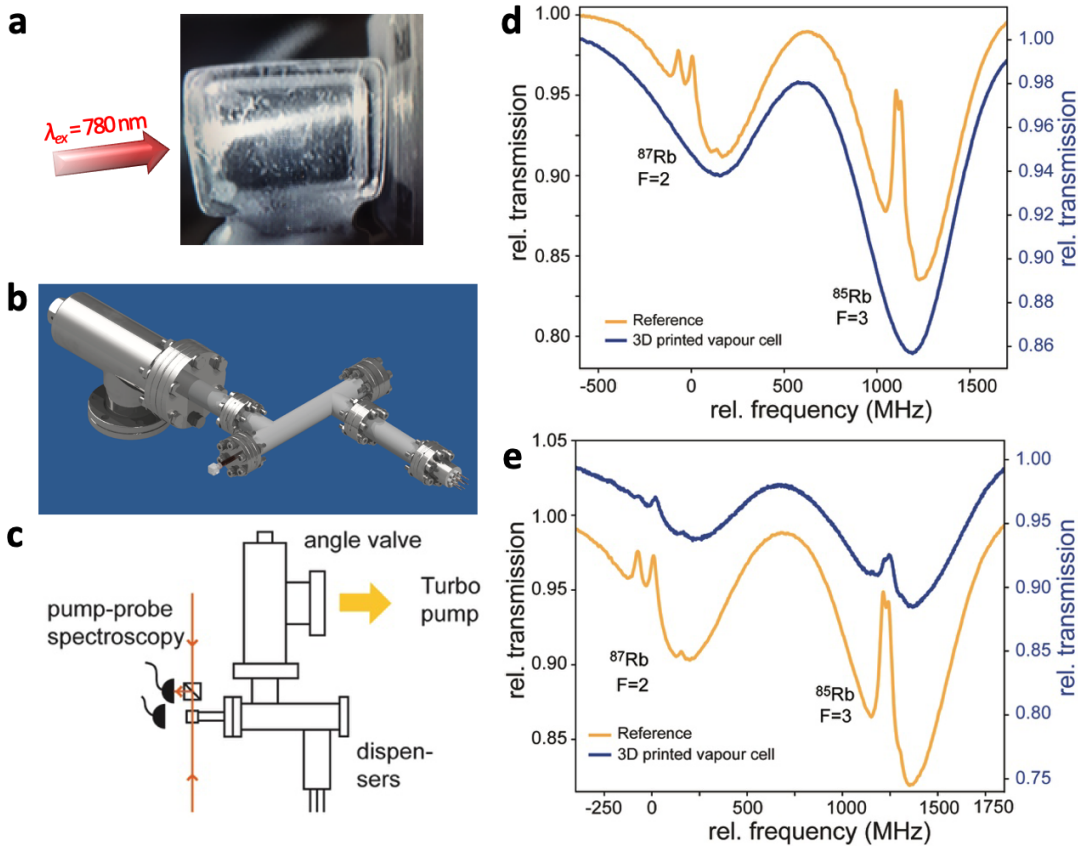 a
λex = 780 nm
b
c
angle valve
Turbo
pump
pump-probe
spectroscopy
dispen-
sers
d
1.00
0.95
0.90
0.85
0.80
rel. transmission
1.00
0.98
0.96
0.94
0.92
0.90
0.88
0.86
rel. transmission
87Rb
F=2
85Rb
F=3
Reference
3D printed vapour cell
-500 0 500 1000 1500
rel. frequency (MHz)
e
1.05
1.00
0.95
0.90
0.85
rel. transmission
1.00
0.95
0.90
0.85
0.80
0.75
rel. transmission
87Rb
F=2
85Rb
F=3
Reference
3D printed vapour cell
-250 0 500 1000 1500 1750
rel. frequency (MHz)